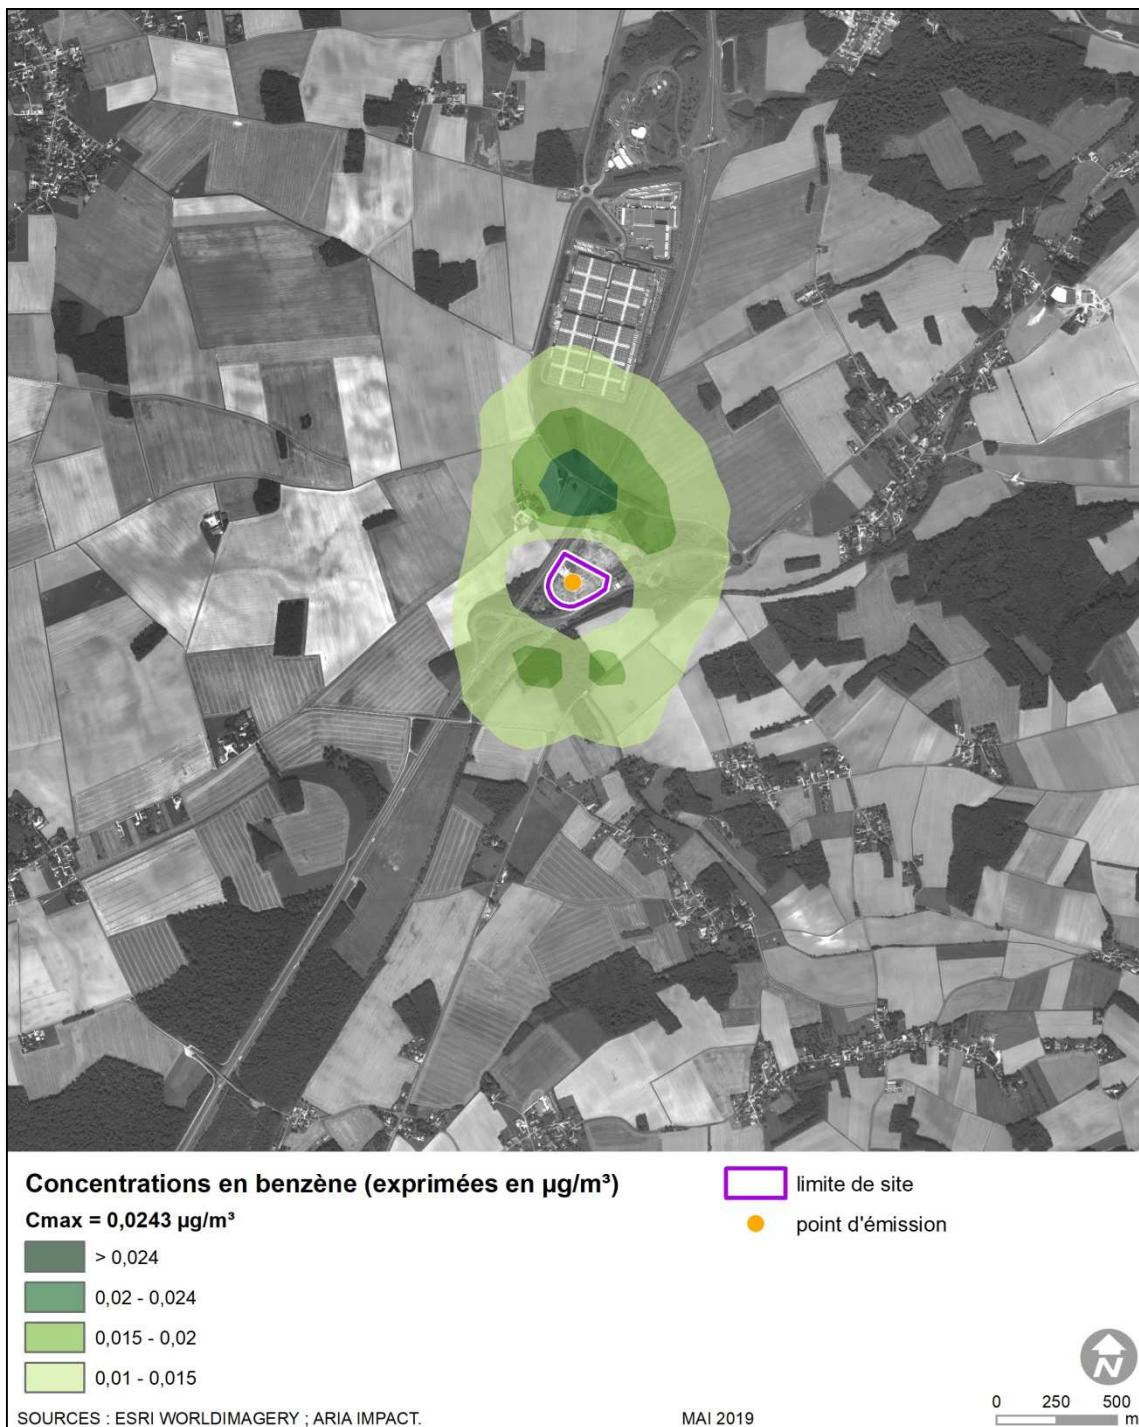 Concentrations en benzène (exprimées en µg/m³)
Cmax = 0,0243 µg/m³
> 0,024
0,02 - 0,024
0,015 - 0,02
0,01 - 0,015
limite de site
point d'émission
N
SOURCES : ESRI WORLDIMAGERY ; ARIA IMPACT.
MAI 2019
0 250 500
m